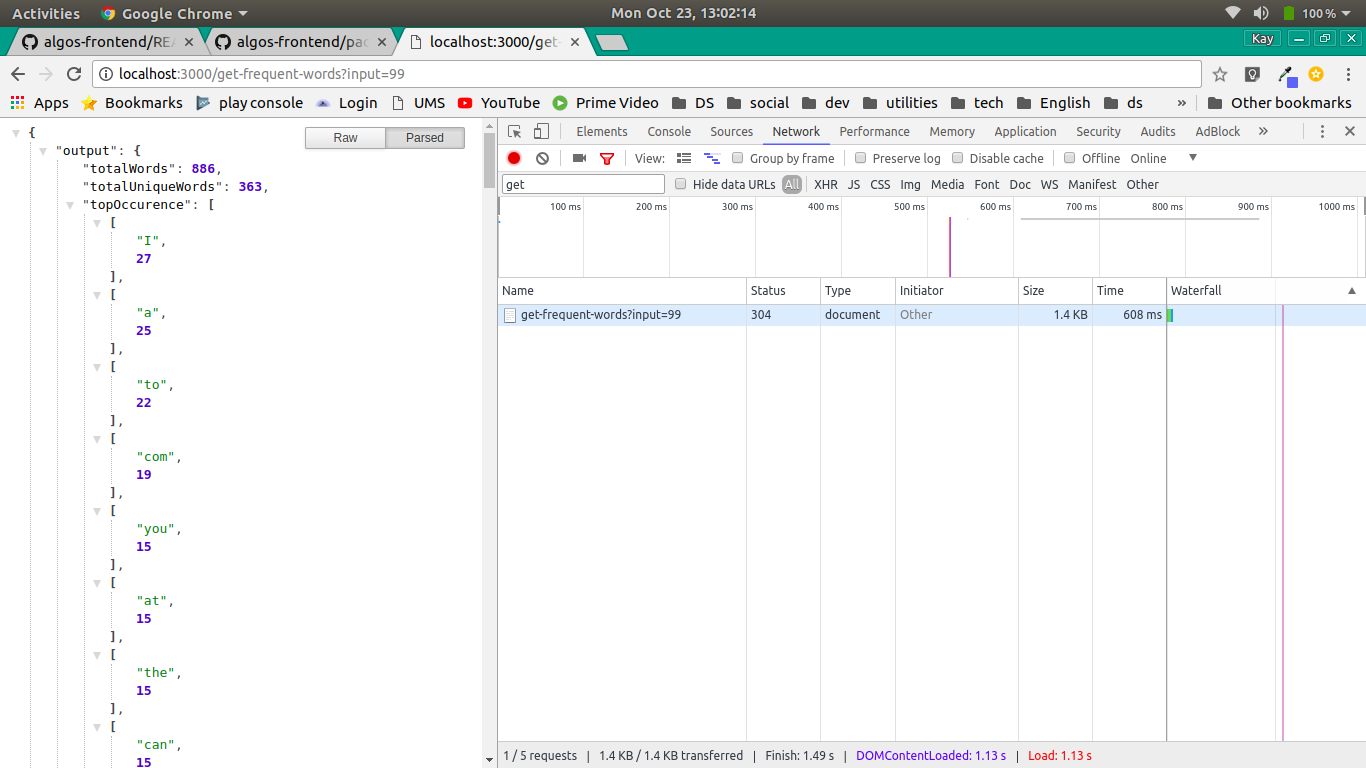 Activities Google Chrome Mon Oct 23, 13:02:14 100 %
algos-frontend/REA algos-frontend/pac localhost:3000/get- Kay
localhost:3000/get-frequent-words?input=99
Apps Bookmarks play console Login UMS YouTube Prime Video DS social dev utilities tech English ds » Other bookmarks
{
"output": {
"totalWords": 886,
"totalUniqueWords": 363,
"topOccurence": [
[
"I",
27
],
[
"a",
25
],
[
"to",
22
],
[
"com",
19
],
[
"you",
15
],
[
"at",
15
],
[
"the",
15
],
[
"can",
15
Raw Parsed
Elements Console Sources Network Performance Memory Application Security Audits AdBlock »
View: Group by frame Preserve log Disable cache Offline Online
get Hide data URLs All XHR JS CSS Img Media Font Doc WS Manifest Other
100 ms 200 ms 300 ms 400 ms 500 ms 600 ms 700 ms 800 ms 900 ms 1000 ms
Name Status Type Initiator Size Time Waterfall
get-frequent-words?input=99 304 document Other 1.4 KB 608 ms
1 / 5 requests | 1.4 KB / 1.4 KB transferred | Finish: 1.49 s | DOMContentLoaded: 1.13 s | Load: 1.13 s